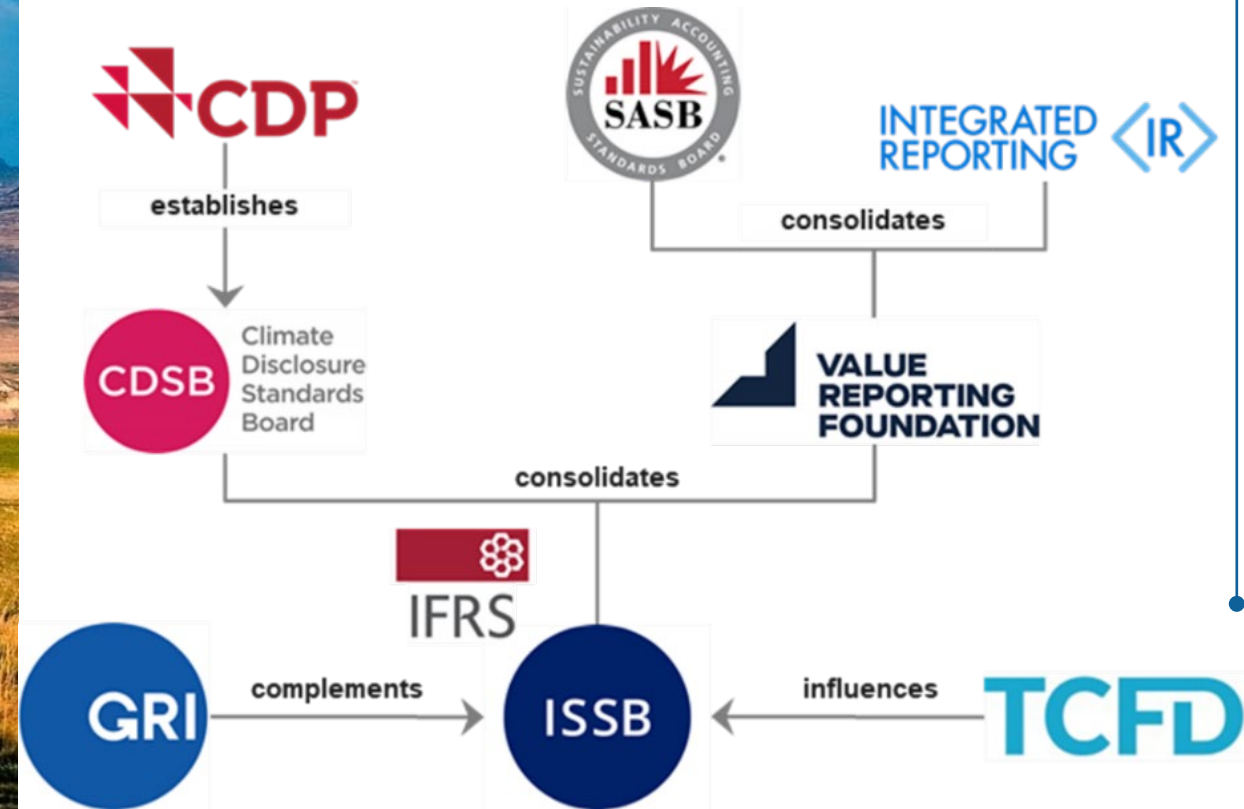 CDP
SUSTAINABILITY ACCOUNTING
SASB
STANDARDS BOARD
®
INTEGRATED
REPORTING
<IR>
establishes
consolidates
CDSB
Climate
Disclosure
Standards
Board
VALUE
REPORTING
FOUNDATION
consolidates
IFRS
GRI
complements
ISSB
influences
TCFD